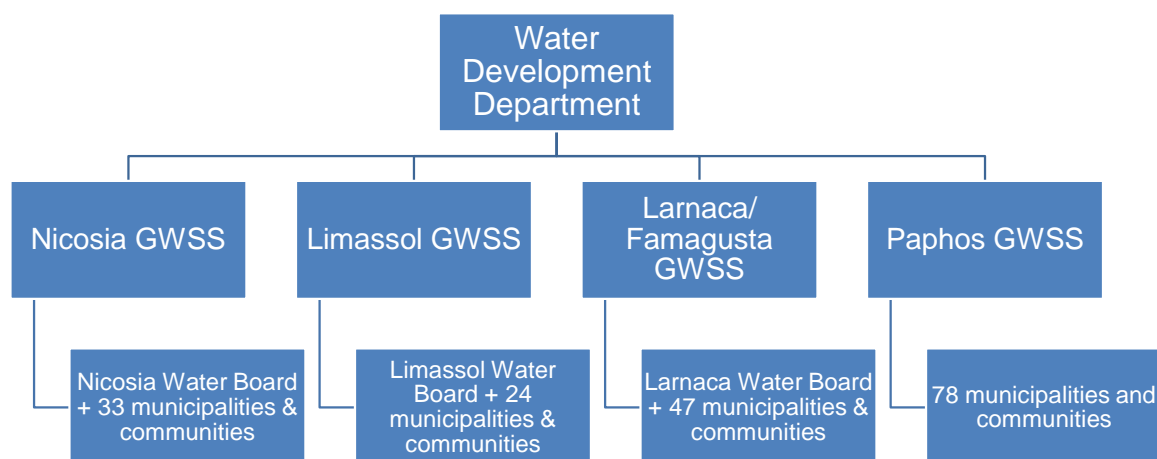 Water
Development
Department
Nicosia GWSS
Limassol GWSS
Larnaca/
Famagusta
GWSS
Paphos GWSS
Nicosia Water Board
+ 33 municipalities &
communities
Limassol Water
Board + 24
municipalities &
communities
Larnaca Water Board
+ 47 municipalities &
communities
78 municipalities and
communities